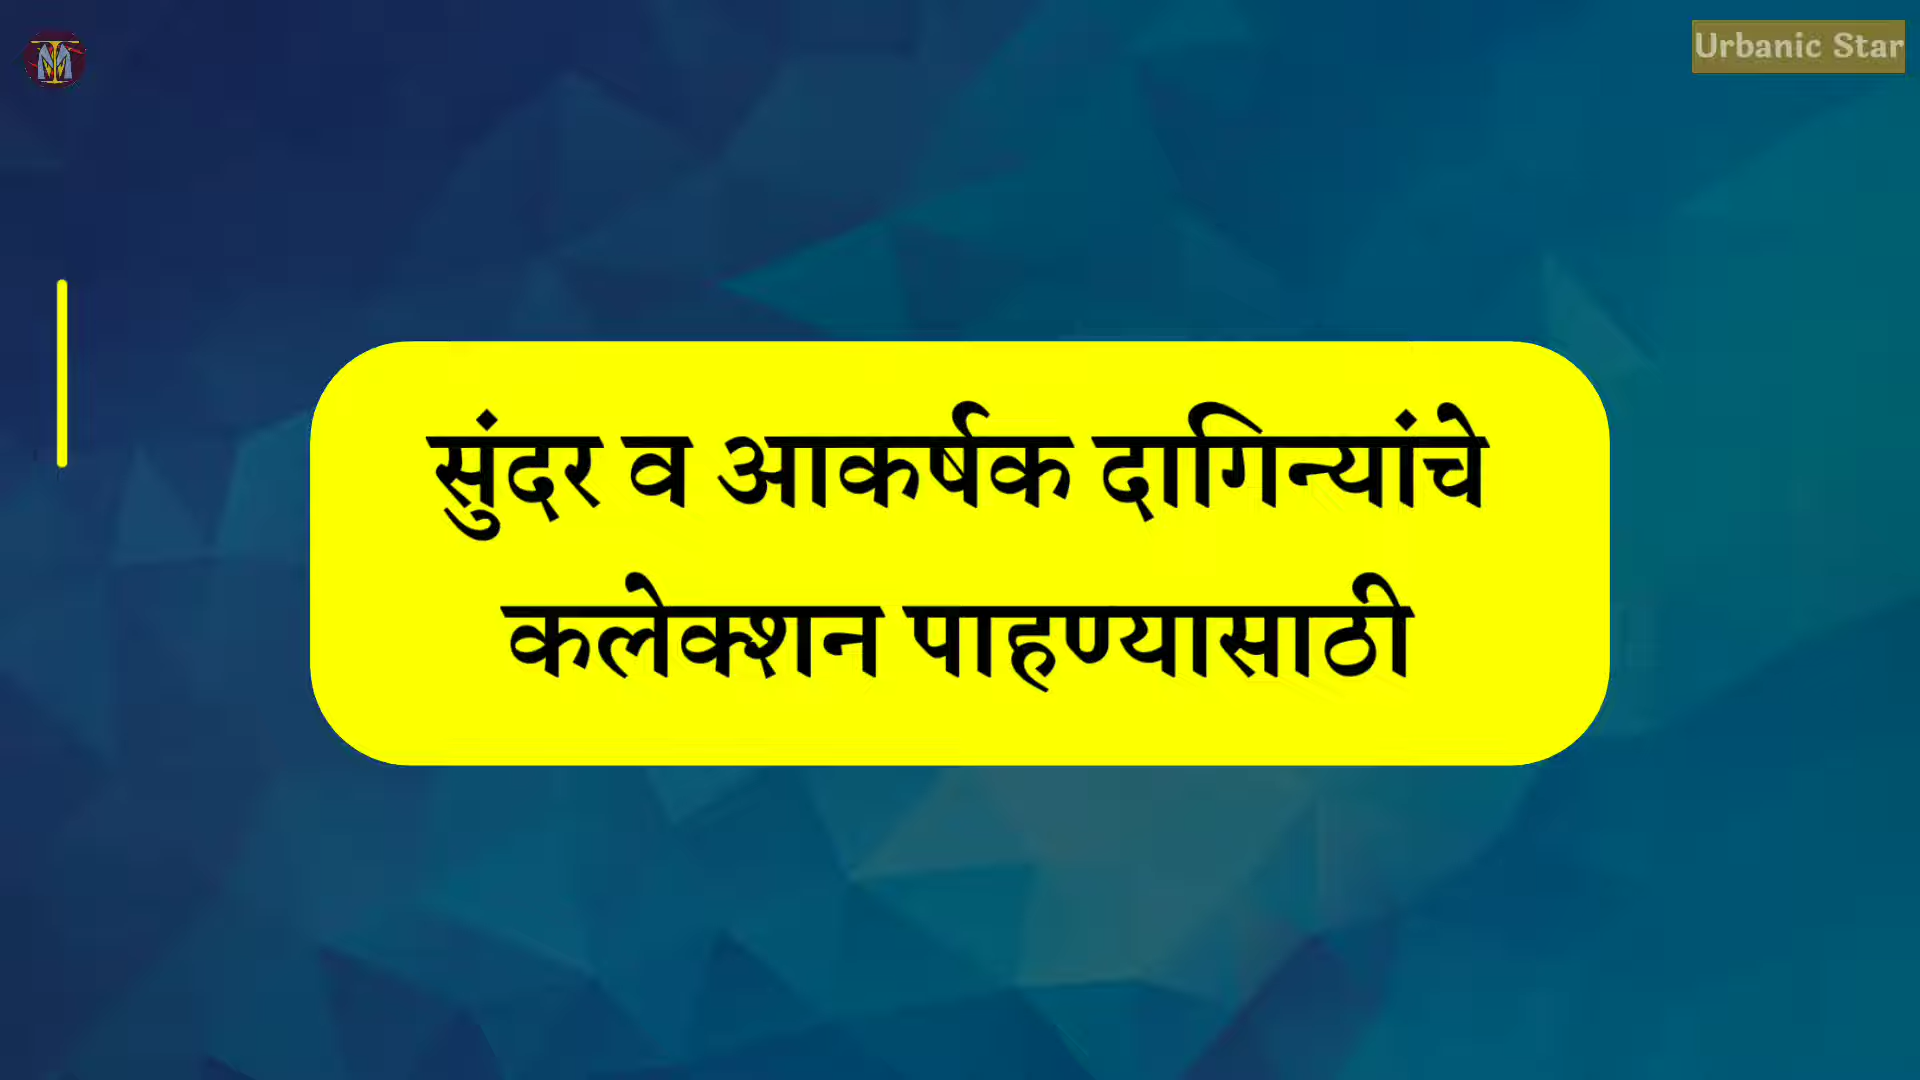 Urbanic Star
सुंदर व आकर्षक दागिन्यांचे
कलेक्शन पाहण्यासाठी